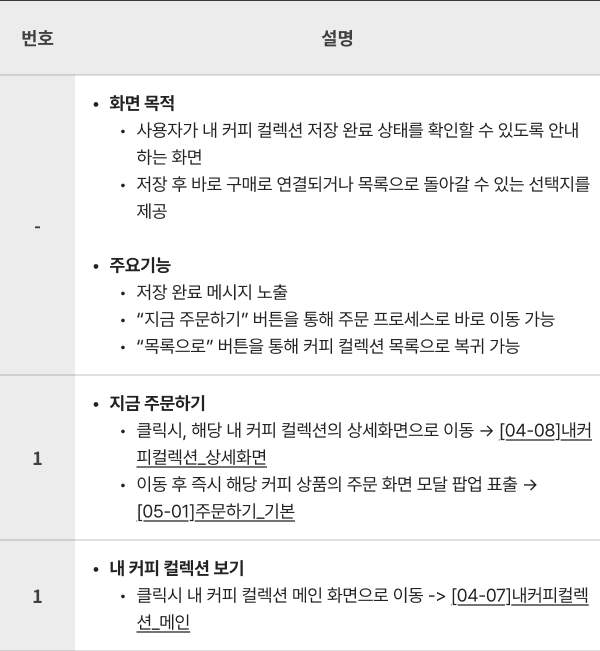 번호 설명
• 화면 목적
• 사용자가 내 커피 컬렉션 저장 완료 상태를 확인할 수 있도록 안내
하는 화면
• 저장 후 바로 구매로 연결되거나 목록으로 돌아갈 수 있는 선택지를
제공
-
• 주요기능
• 저장 완료 메시지 노출
• “지금 주문하기” 버튼을 통해 주문 프로세스로 바로 이동 가능
• “목록으로” 버튼을 통해 커피 컬렉션 목록으로 복귀 가능
1
• 지금 주문하기
• 클릭시, 해당 내 커피 컬렉션의 상세화면으로 이동 → [04-08]내커
피컬렉션_상세화면
• 이동 후 즉시 해당 커피 상품의 주문 화면 모달 팝업 표출 →
[05-01]주문하기_기본
1
• 내 커피 컬렉션 보기
• 클릭시 내 커피 컬렉션 메인 화면으로 이동 -> [04-07]내커피컬렉
션_메인